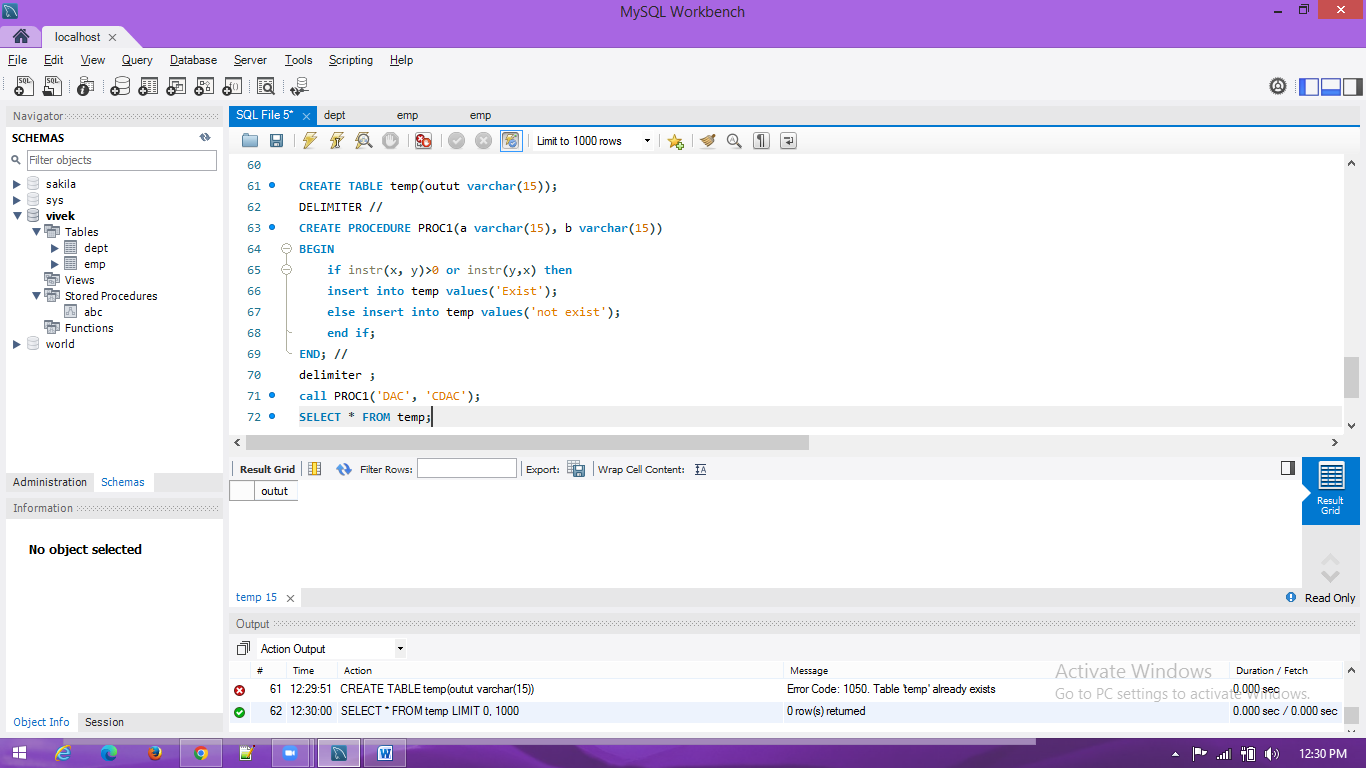 MySQL Workbench
localhost
File Edit View Query Database Server Tools Scripting Help
Navigator
SCHEMAS
Filter objects
sakila
sys
vivek
Tables
dept
emp
Views
Stored Procedures
abc
Functions
world
Administration Schemas
Information
No object selected
Object Info Session
SQL File 5* dept emp emp
Limit to 1000 rows
60
61 CREATE TABLE temp(outut varchar(15));
62 DELIMITER //
63 CREATE PROCEDURE PROC1(a varchar(15), b varchar(15))
64 BEGIN
65 if instr(x, y)>0 or instr(y,x) then
66 insert into temp values('Exist');
67 else insert into temp values('not exist');
68 end if;
69 END; //
70 delimiter ;
71 call PROC1('DAC', 'CDAC');
72 SELECT * FROM temp;
Result Grid Filter Rows: Export: Wrap Cell Content:
outut
Result Grid
temp 15
Read Only
Output
Action Output
# Time Action Message Duration / Fetch
61 12:29:51 CREATE TABLE temp(outut varchar(15)) Error Code: 1050. Table 'temp' already exists 0.000 sec
62 12:30:00 SELECT * FROM temp LIMIT 0, 1000 0 row(s) returned 0.000 sec / 0.000 sec
Activate Windows
Go to PC settings to activate Windows.
12:30 PM